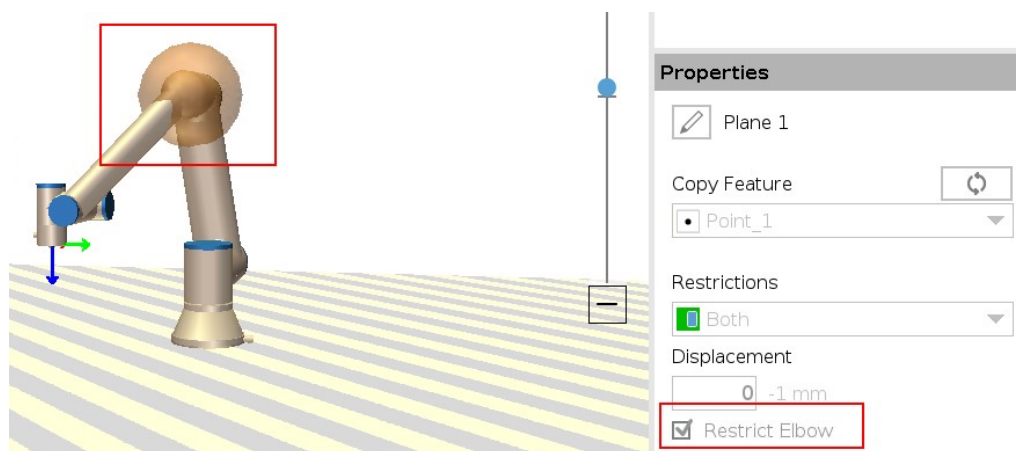 Properties
Plane 1
Copy Feature
Point_1
Restrictions
Both
Displacement
0 -1 mm
Restrict Elbow